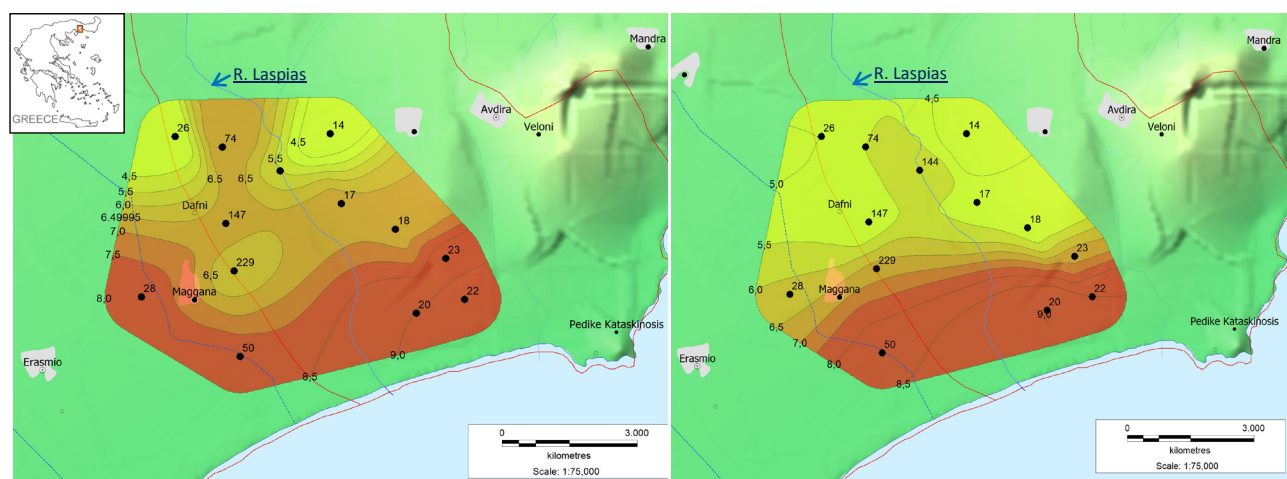 GREECE
R. Laspias
Mandra
Avdira
Veloni
26
74
14
4,5
5,5
4,5
5,5
6,0
6.49995
7,0
7,5
8,0
6.5
6.5
17
18
Dafni
147
23
6,5
229
28
Maggana
20
22
50
Pedike Kataskinosis
Erasmio
9,0
8,5
0
3.000
kilometres
Scale: 1:75,000
R. Laspias
Mandra
4,5
Avdira
Veloni
26
74
14
144
5,0
17
Dafni
147
18
5,5
23
229
28
6,0
Maggana
22
20
9,0
6,5
7,0
50
8,0
8,5
Pedike Kataskinosis
Erasmio
0
3.000
kilometres
Scale: 1:75,000